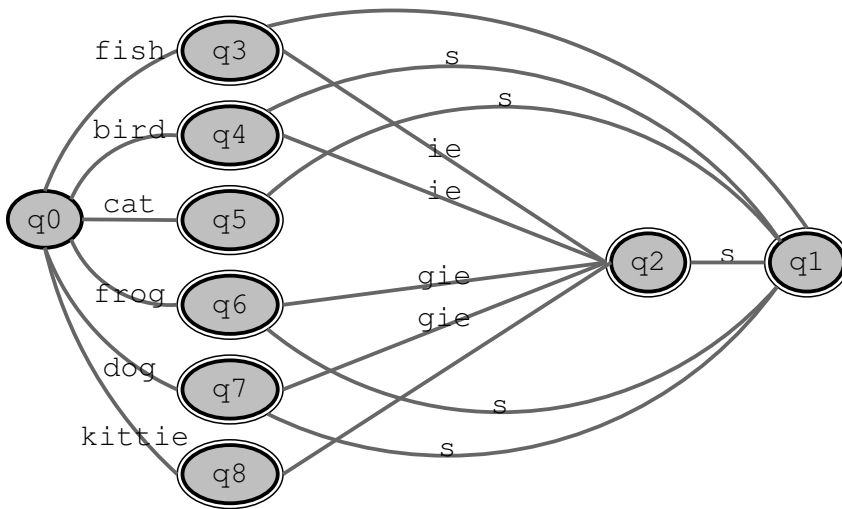 fish
q3
s
bird
q4
s
ie
ie
q0
cat
q5
q2
s
q1
frog
q6
gie
gie
dog
q7
s
kittie
q8
s